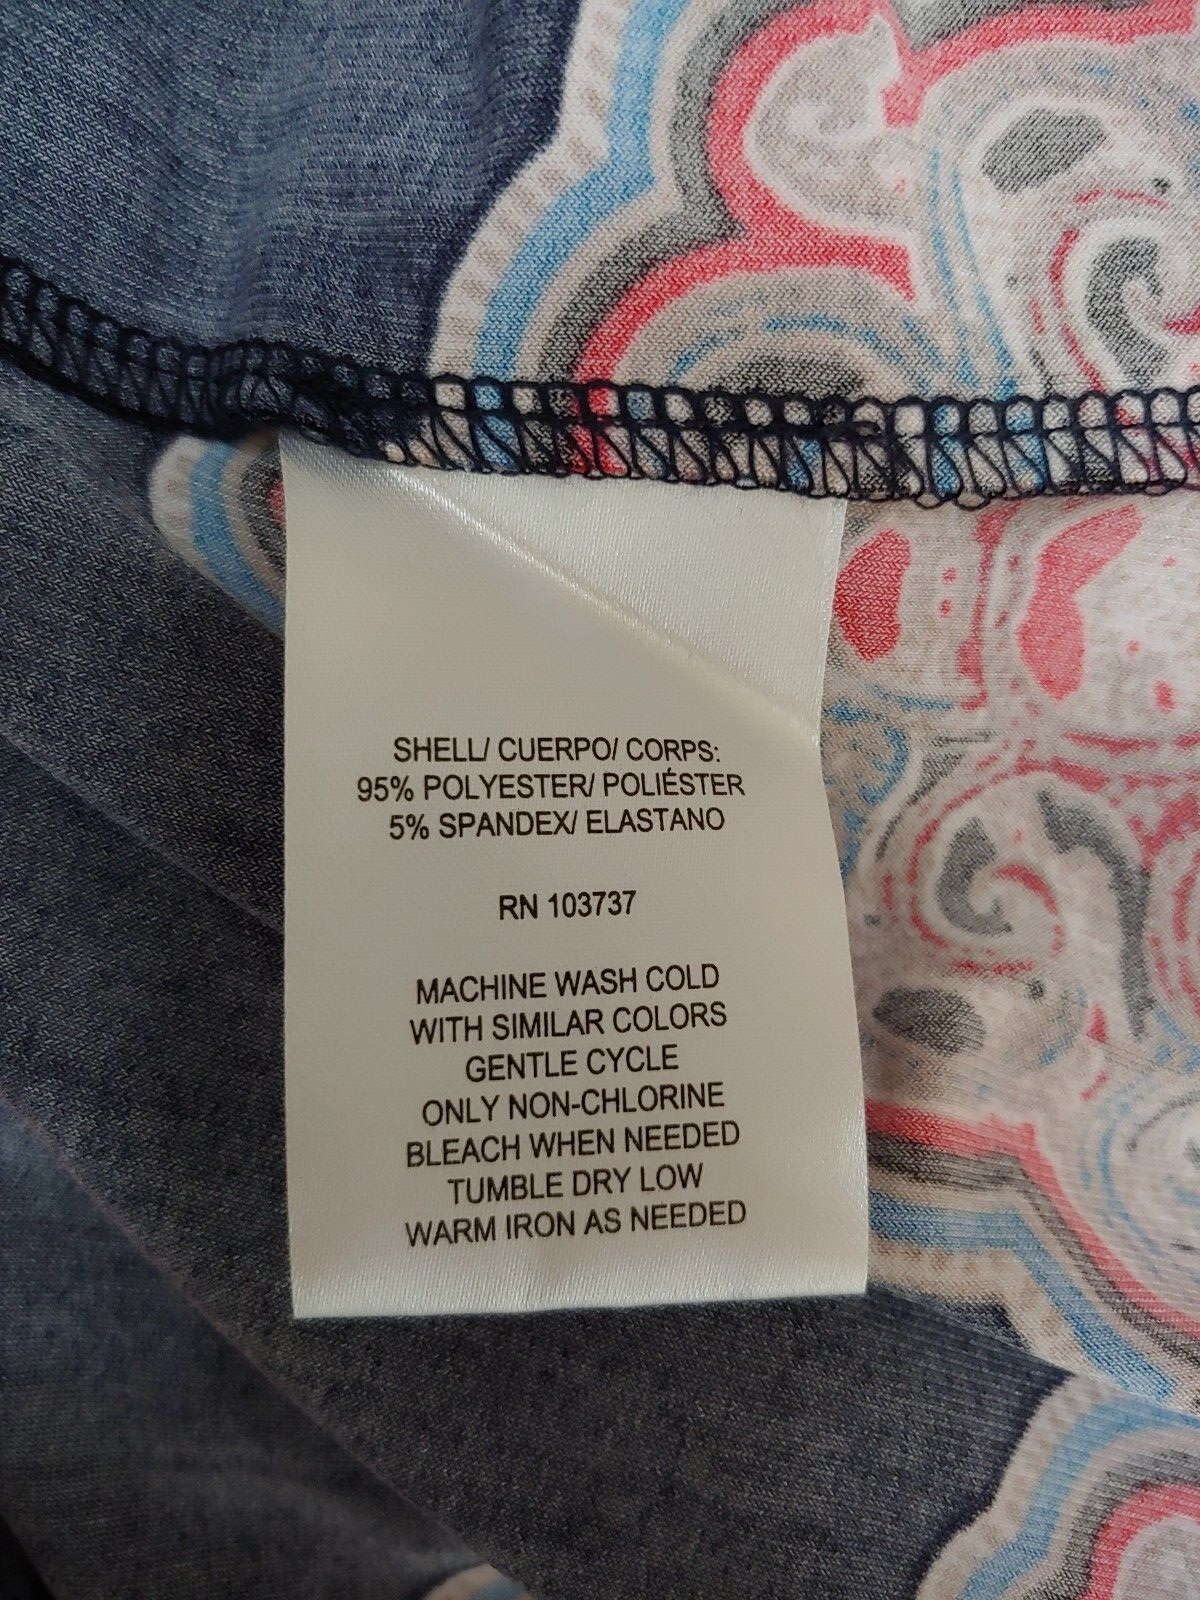 SHELL/ CUERPO/ CORPS:
95% POLYESTER/ POLIÉSTER
5% SPANDEX/ ELASTANO
RN 103737
MACHINE WASH COLD
WITH SIMILAR COLORS
GENTLE CYCLE
ONLY NON-CHLORINE
BLEACH WHEN NEEDED
TUMBLE DRY LOW
WARM IRON AS NEEDED